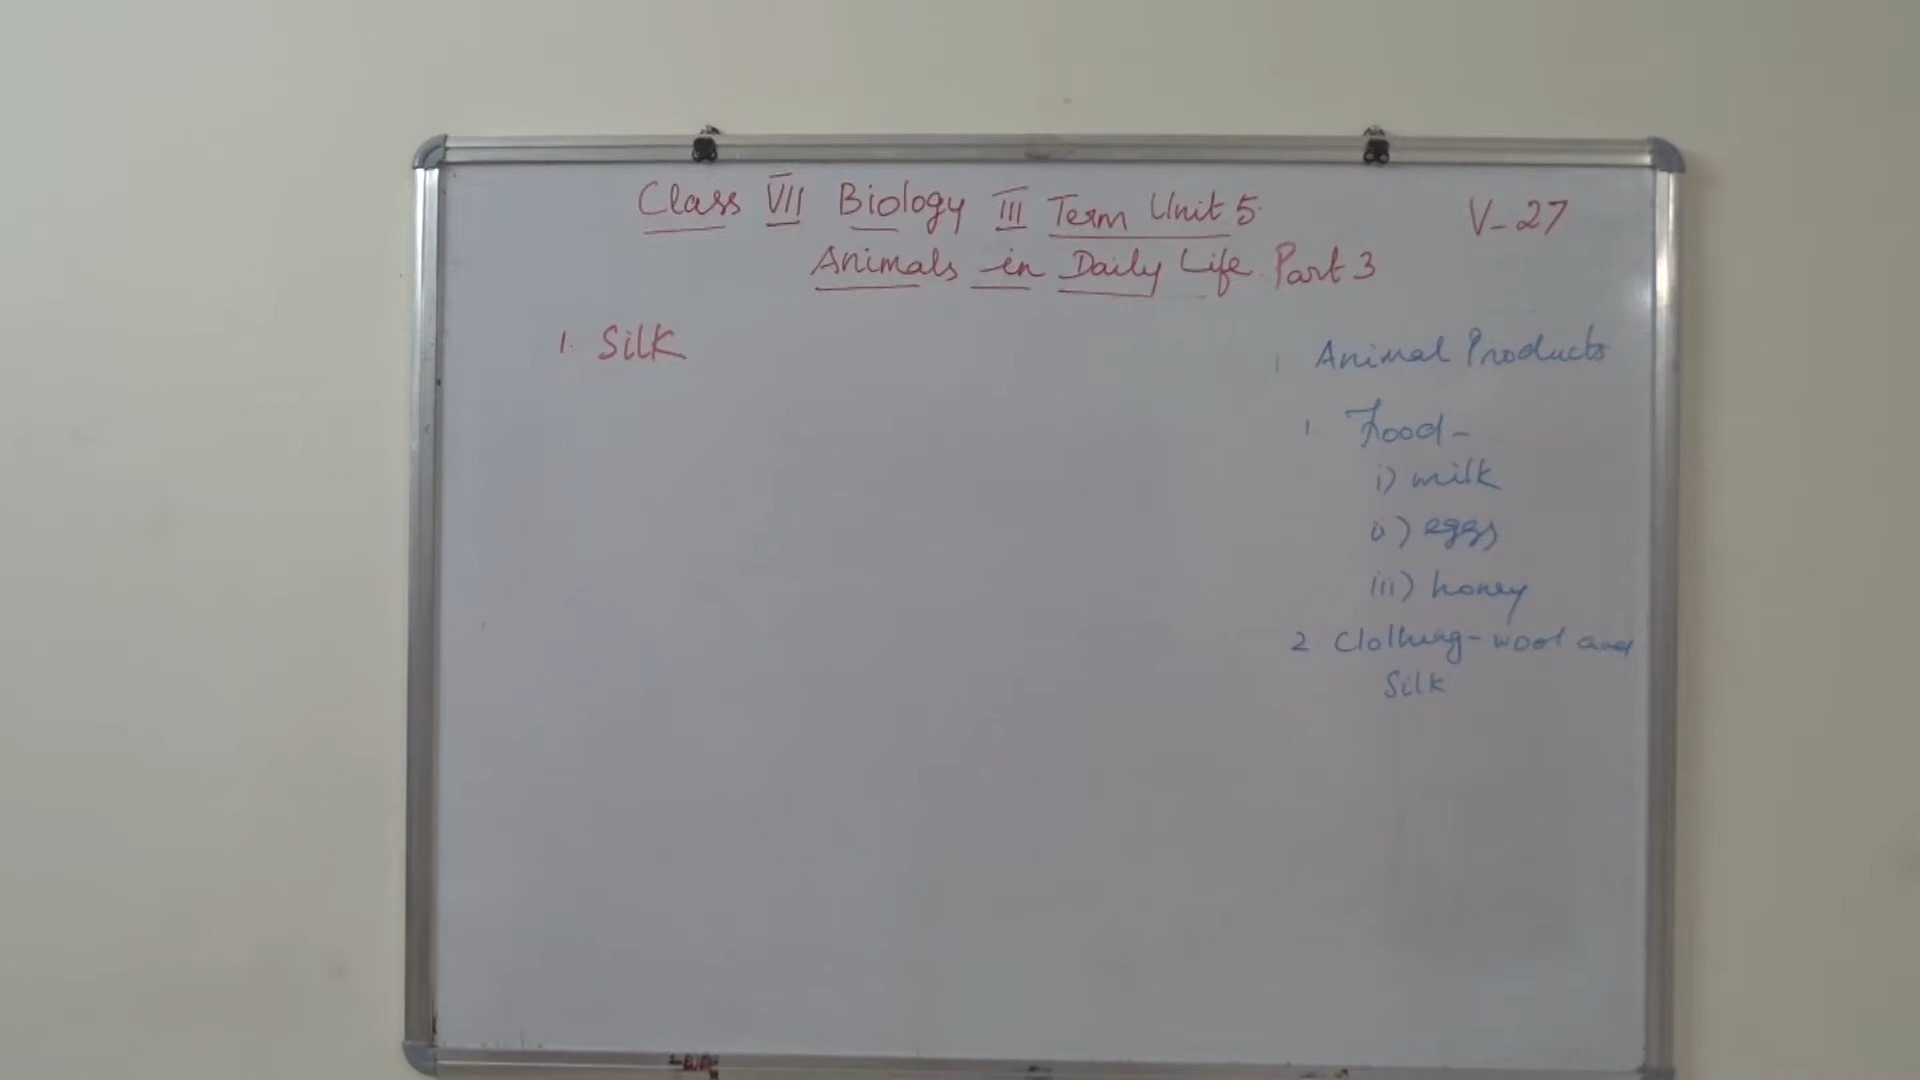 Class VII Biology III Term Unit 5.
V-27
Animals in Daily Life Part 3
1. Silk
Animal Products
1 Food-
i) milk
ii) eggs
iii) honey
2 Clothing-wool and
Silk